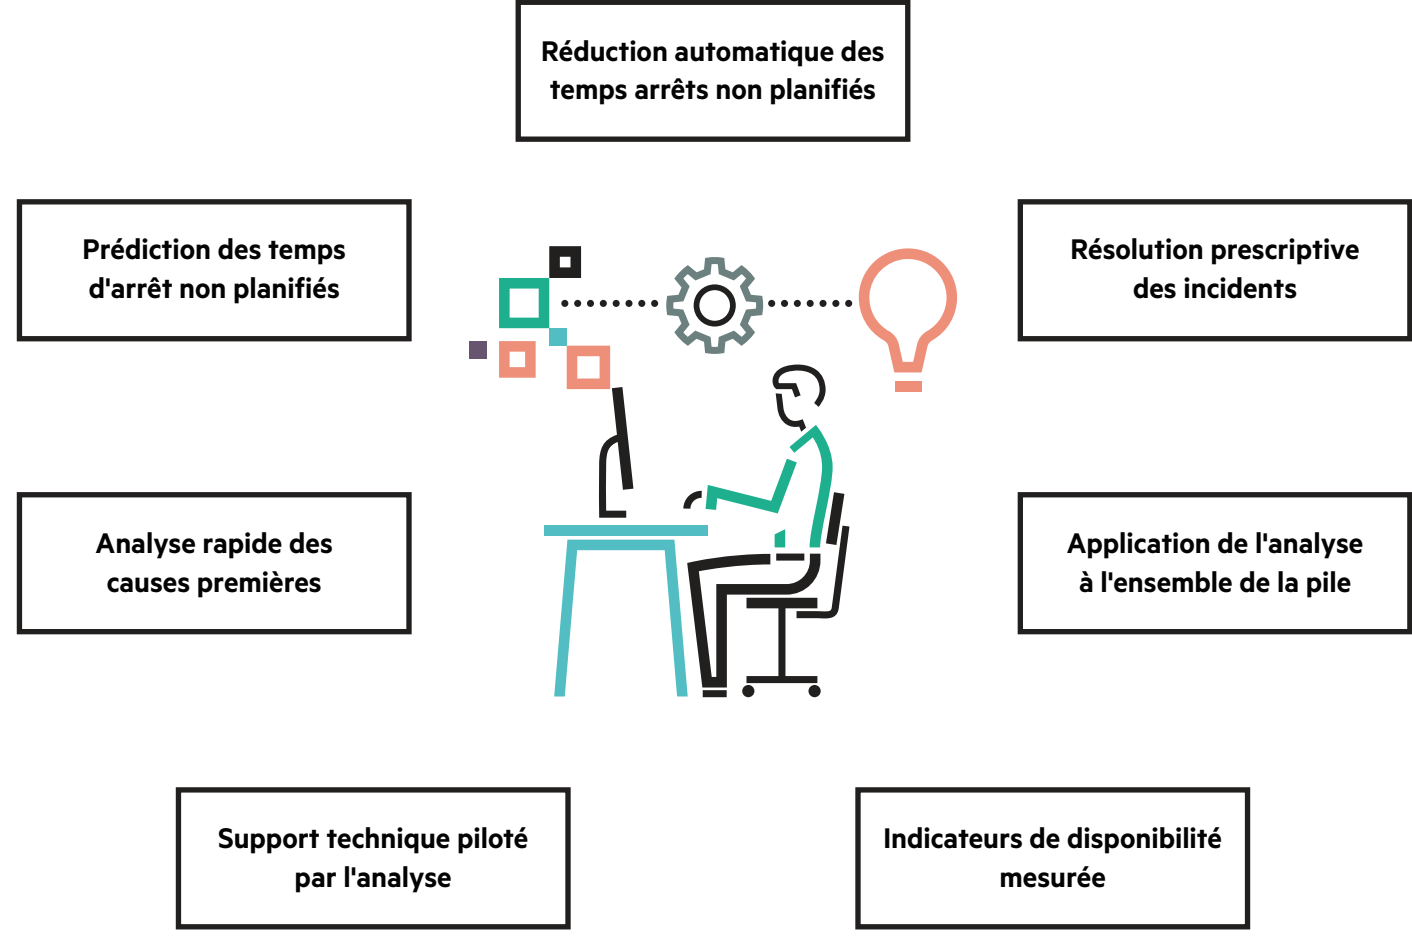 Réduction automatique des
temps arrêts non planifiés
Prédiction des temps
d'arrêt non planifiés
Résolution prescriptive
des incidents
Analyse rapide des
causes premières
Application de l'analyse
à l'ensemble de la pile
Support technique piloté
par l'analyse
Indicateurs de disponibilité
mesurée